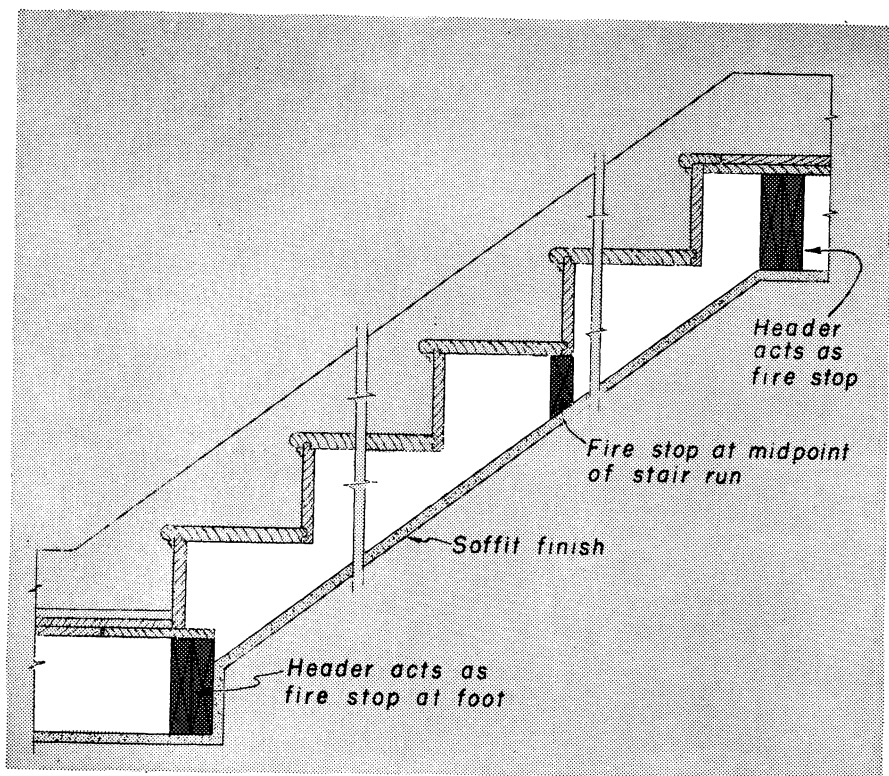 Header
acts as
fire stop
Fire stop at midpoint
of stair run
Soffit finish
Header acts as
fire stop at foot